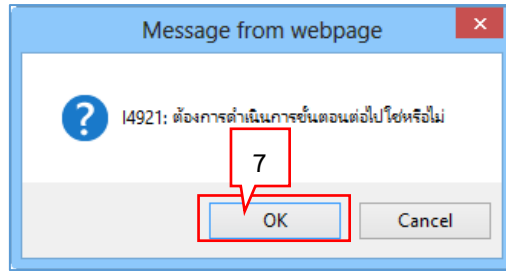 Message from webpage
×
?
I4921: ต้องการดำเนินการขั้นตอนต่อไปใช่หรือไม่
7
OK Cancel